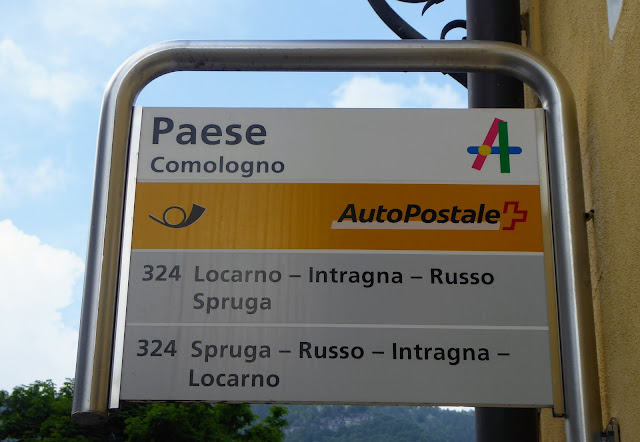 Paese
Comologno
AutoPostale
324 Locarno – Intragna – Russo
Spruga
324 Spruga – Russo – Intragna –
Locarno